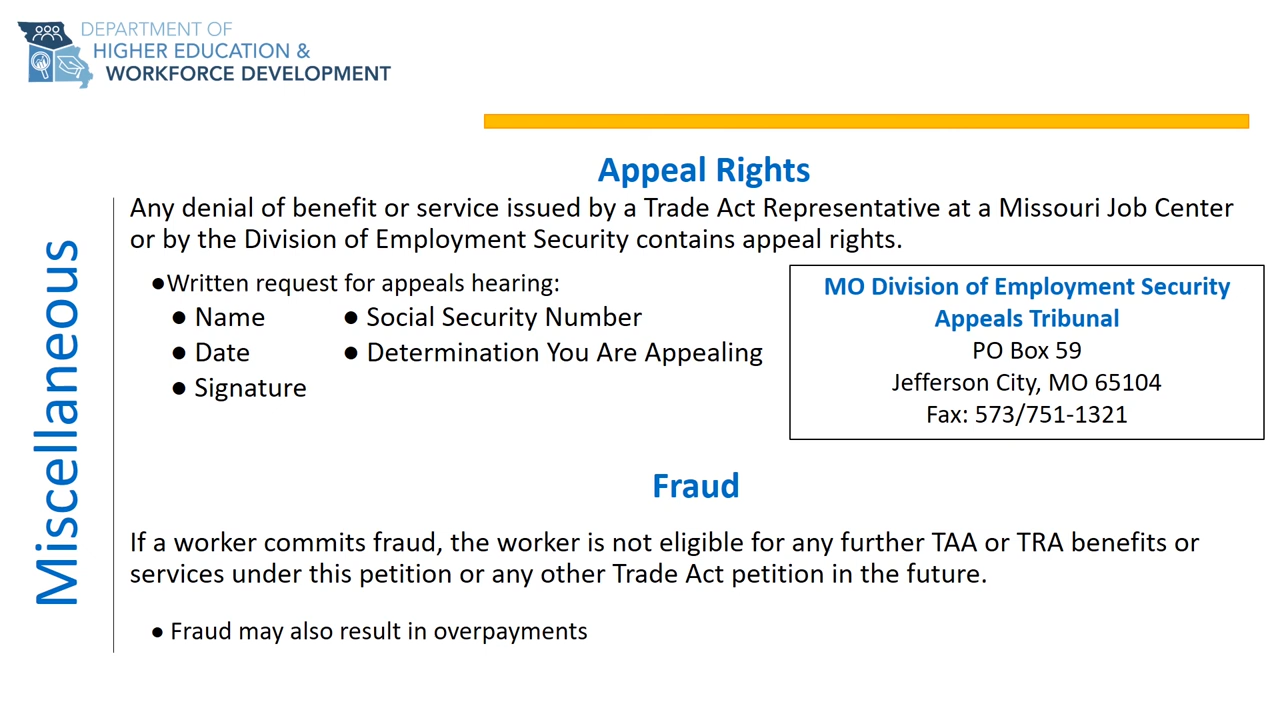 DEPARTMENT OF
HIGHER EDUCATION &
WORKFORCE DEVELOPMENT
Miscellaneous
Appeal Rights
Any denial of benefit or service issued by a Trade Act Representative at a Missouri Job Center
or by the Division of Employment Security contains appeal rights.
●Written request for appeals hearing:
● Name ● Social Security Number
● Date ● Determination You Are Appealing
● Signature
MO Division of Employment Security
Appeals Tribunal
PO Box 59
Jefferson City, MO 65104
Fax: 573/751-1321
Fraud
If a worker commits fraud, the worker is not eligible for any further TAA or TRA benefits or
services under this petition or any other Trade Act petition in the future.
● Fraud may also result in overpayments